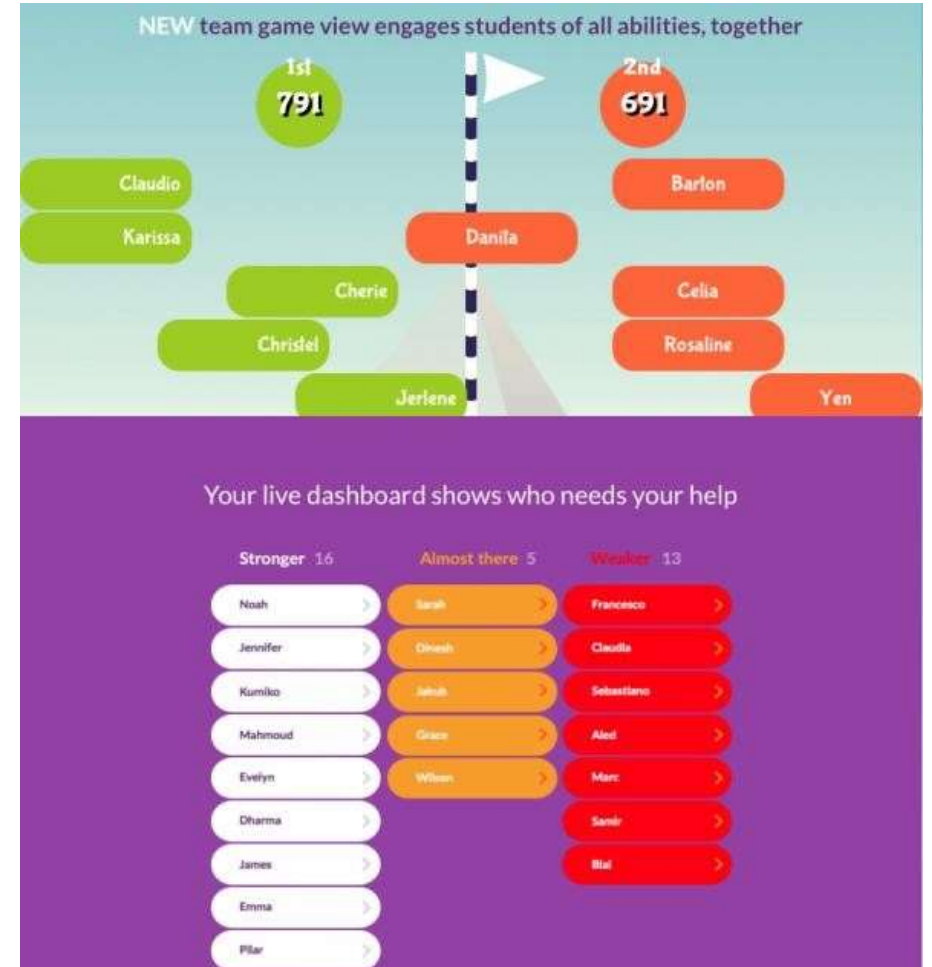 NEW team game view engages students of all abilities, together
1st
791
2nd
691
Claudio
Barton
Karissa
Danila
Cherie
Celia
Christel
Rosaline
Jerlene
Yen
Your live dashboard shows who needs your help
Stronger 16
Almost there 5
Weaker 13
Noah
Sarah
Francesco
Jennifer
Dinesh
Claudia
Kumiko
Jakub
Sebastiano
Mahmoud
Grace
Aled
Evelyn
Wilson
Marc
Dharma
Samir
James
Bilal
Emma
Pilar